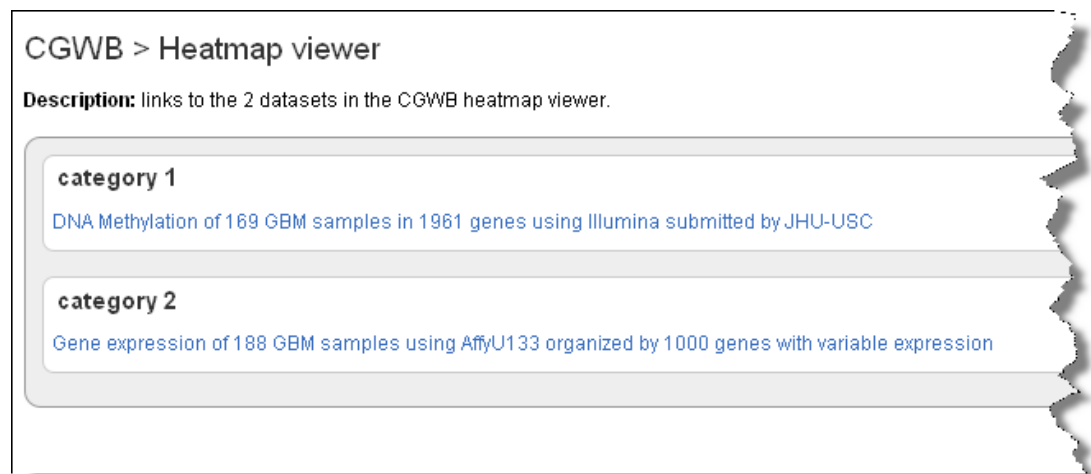 CGWB > Heatmap viewer
Description: links to the 2 datasets in the CGWB heatmap viewer.
category 1
DNA Methylation of 169 GBM samples in 1961 genes using Illumina submitted by JHU-USC
category 2
Gene expression of 188 GBM samples using AffyU133 organized by 1000 genes with variable expression